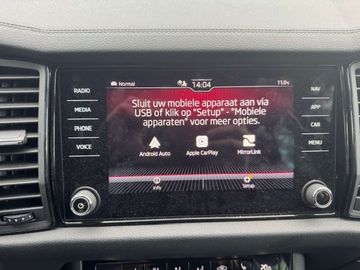 Normal
14:04
11.0°
RADIO
MEDIA
PHONE
VOICE
Sluit uw mobiele apparaat aan via
USB of klik op "Setup" - "Mobiele
apparaten" voor meer opties.
NAV
APP
CAR
MENU
Android Auto
Apple CarPlay
MirrorLink
Info
Setup